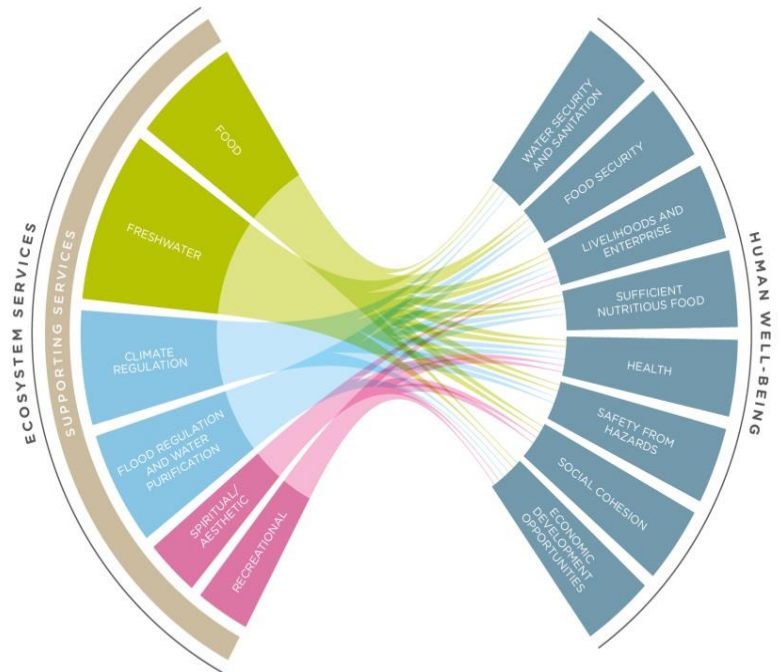 ECOSYSTEM SERVICES
SUPPORTING SERVICES
FOOD
FRESHWATER
CLIMATE
REGULATION
FLOOD REGULATION
AND WATER
PURIFICATION
SPIRITUAL/
AESTHETIC
RECREATIONAL
WATER SECURITY
AND SANITATION
FOOD SECURITY
LIVELIHOODS AND
ENTERPRISE
SUFFICIENT
NUTRITIOUS FOOD
HEALTH
SAFETY FROM
HAZARDS
SOCIAL COHESION
ECONOMIC
DEVELOPMENT
OPPORTUNITIES
HUMAN WELL-BEING